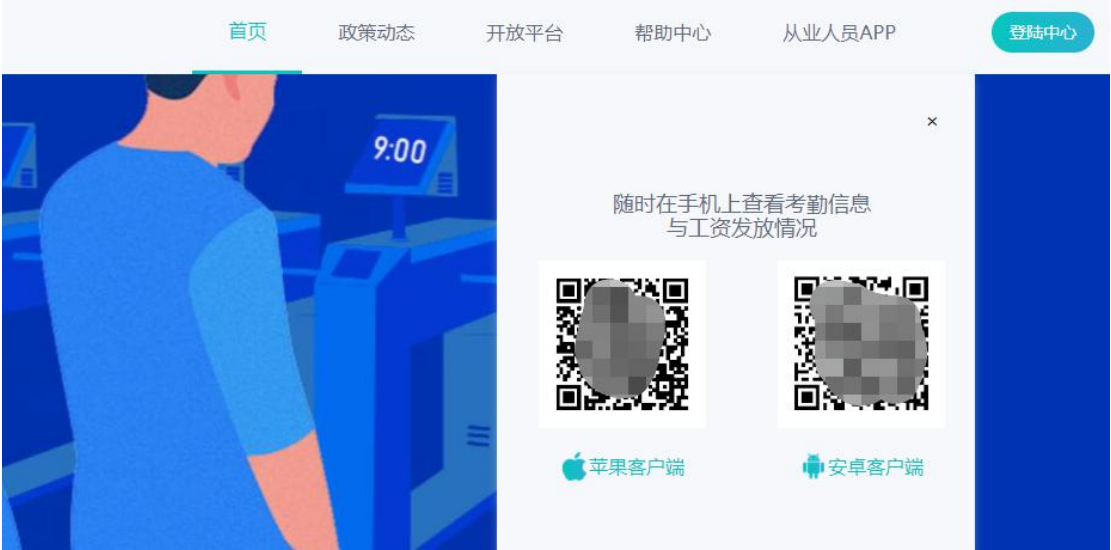 首页
政策动态
开放平台
帮助中心
从业人员APP
登陆中心
9:00
×
随时在手机上查看考勤信息
与工资发放情况
苹果客户端
安卓客户端